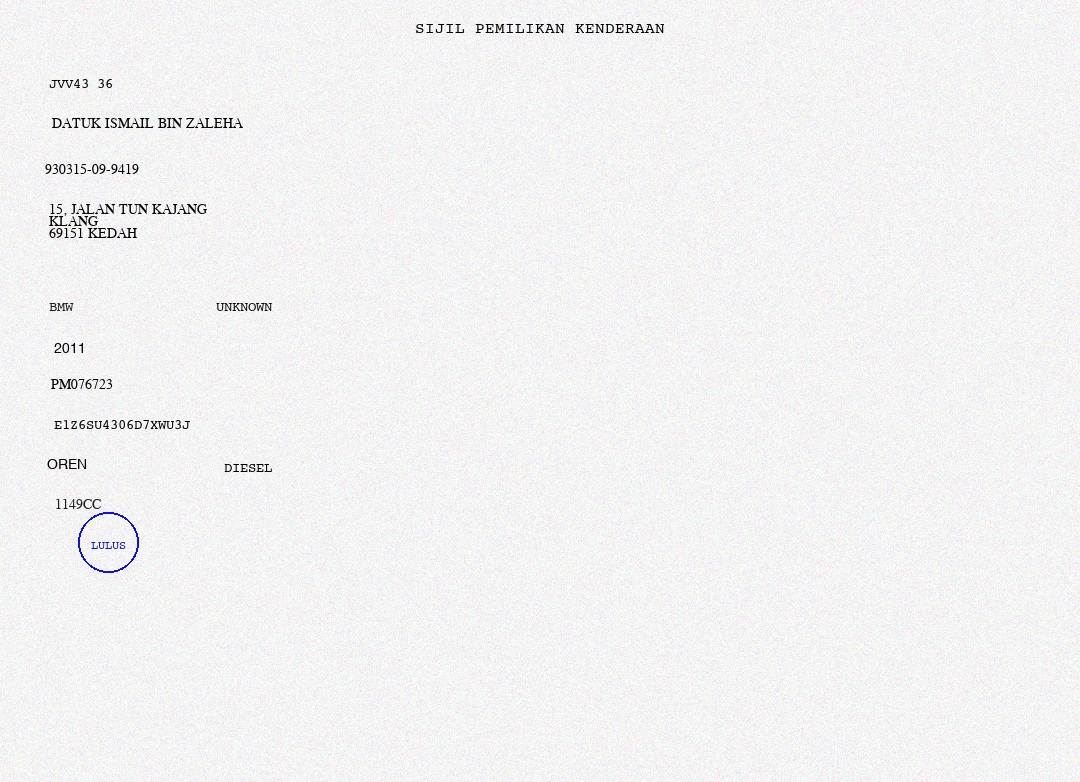 SIJIL PEMILIKAN KENDERAAN
JVV43 36
DATUK ISMAIL BIN ZALEHA
930315-09-9419
15, JALAN TUN KAJANG
KLANG
69151 KEDAH
BMW UNKNOWN
2011
PM076723
E1Z6SU4306D7XWU3J
OREN DIESEL
1149CC
LULUS